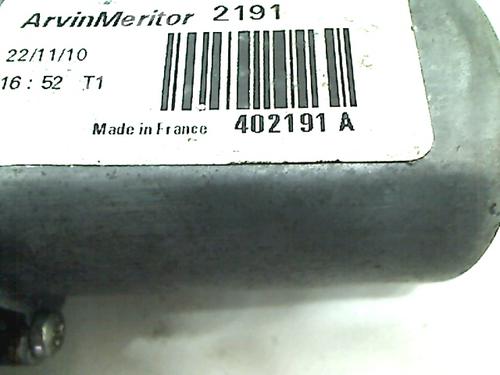 ArvinMeritor 2191
22/11/10
16 : 52 T1
Made in France 402191 A